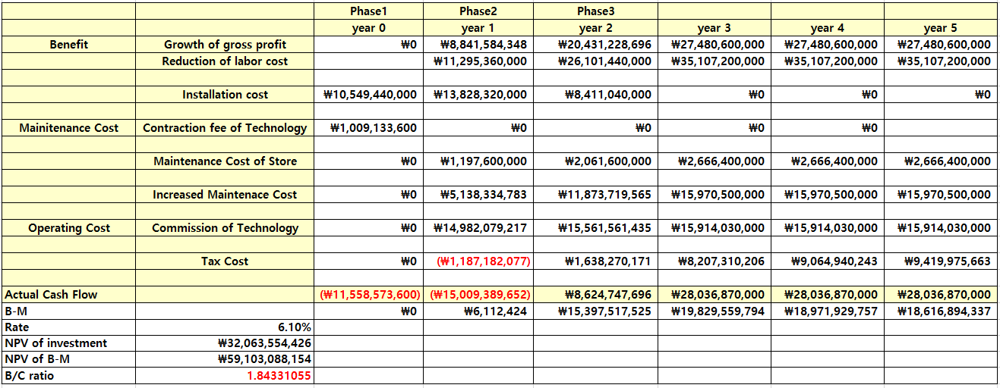 Phase1 Phase2 Phase3
year 0 year 1 year 2 year 3 year 4 year 5
Benefit Growth of gross profit ₩0 ₩8,841,584,348 ₩20,431,228,696 ₩27,480,600,000 ₩27,480,600,000 ₩27,480,600,000
Reduction of labor cost ₩11,295,360,000 ₩26,101,440,000 ₩35,107,200,000 ₩35,107,200,000 ₩35,107,200,000
Installation cost ₩10,549,440,000 ₩13,828,320,000 ₩8,411,040,000 ₩0 ₩0 ₩0
Mainitenance Cost Contraction fee of Technology ₩1,009,133,600 ₩0 ₩0 ₩0 ₩0
Maintenance Cost of Store ₩0 ₩1,197,600,000 ₩2,061,600,000 ₩2,666,400,000 ₩2,666,400,000 ₩2,666,400,000
Increased Maintenace Cost ₩0 ₩5,138,334,783 ₩11,873,719,565 ₩15,970,500,000 ₩15,970,500,000 ₩15,970,500,000
Operating Cost Commission of Technology ₩0 ₩14,982,079,217 ₩15,561,561,435 ₩15,914,030,000 ₩15,914,030,000 ₩15,914,030,000
Tax Cost ₩0 (₩1,187,182,077) ₩1,638,270,171 ₩8,207,310,206 ₩9,064,940,243 ₩9,419,975,663
Actual Cash Flow (₩11,558,573,600) (₩15,009,389,652) ₩8,624,747,696 ₩28,036,870,000 ₩28,036,870,000 ₩28,036,870,000
B-M ₩0 ₩6,112,424 ₩15,397,517,525 ₩19,829,559,794 ₩18,971,929,757 ₩18,616,894,337
Rate 6.10%
NPV of investment ₩32,063,554,426
NPV of B-M ₩59,103,088,154
B/C ratio 1.84331055